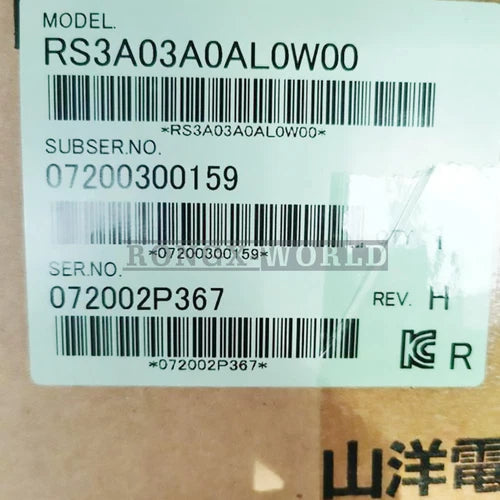 MODEL.
RS3A03A0AL0W00
*RS3A03A0AL0W00*
SUBSER.NO.
07200300159
*07200300159*
RONGX-WORLD
SER.NO.
072002P367
REV. H
*072002P367*
R
山洋電